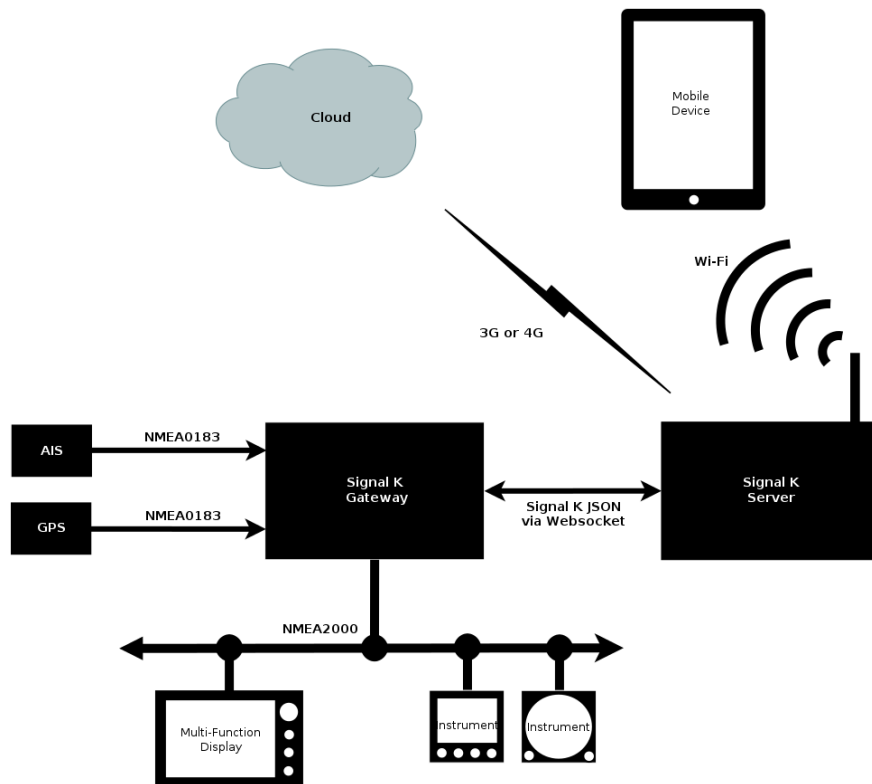 Cloud
Mobile
Device
Wi-Fi
3G or 4G
AIS
NMEA0183
Signal K
Gateway
Signal K
Server
GPS
NMEA0183
Signal K JSON
via Websocket
NMEA2000
Multi-Function
Display
Instrument
Instrument